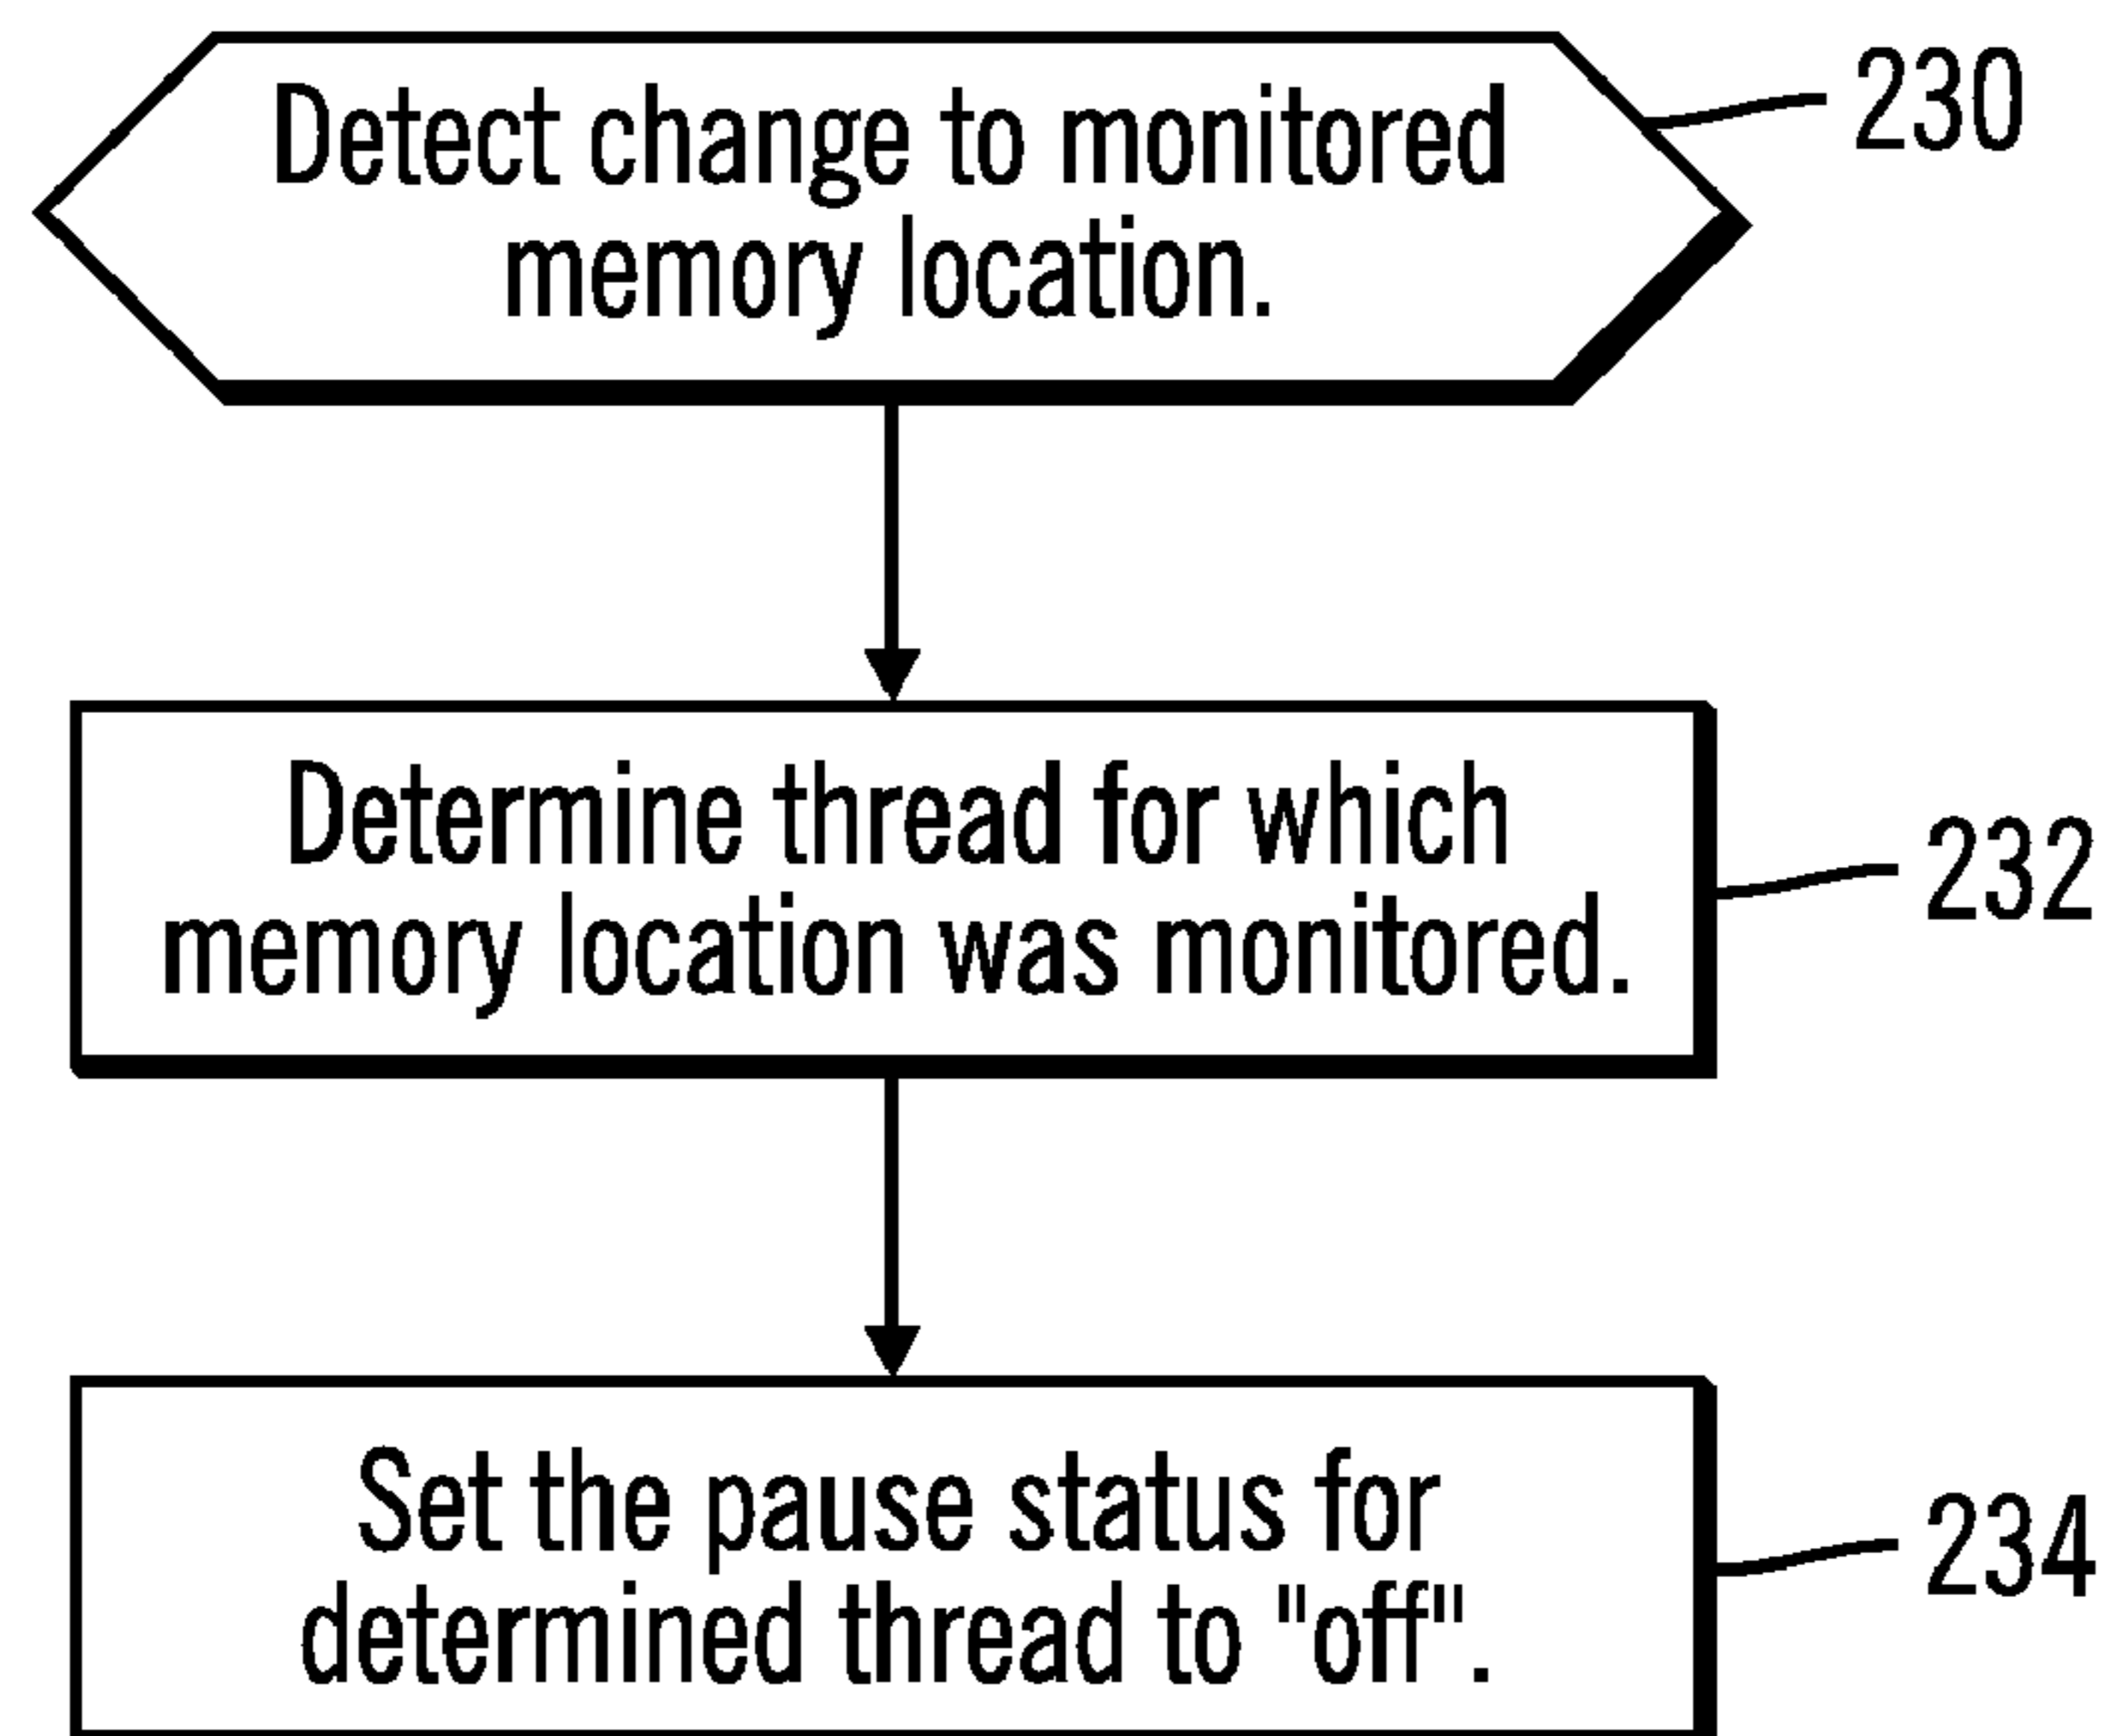 Detect change to monitored
memory location.
230
Determine thread for which
memory location was monitored.
232
Set the pause status for
determined thread to "off".
234